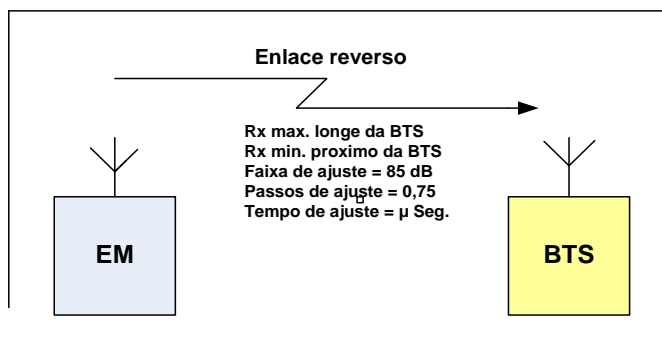 Enlace reverso
Rx max. longe da BTS
Rx min. proximo da BTS
Faixa de ajuste = 85 dB
Passos de ajuste = 0,75
Tempo de ajuste = µ Seg.
EM
BTS